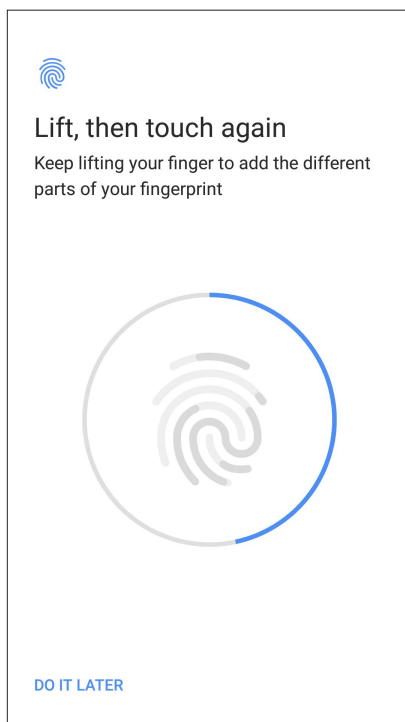 Lift, then touch again
Keep lifting your finger to add the different
parts of your fingerprint
DO IT LATER